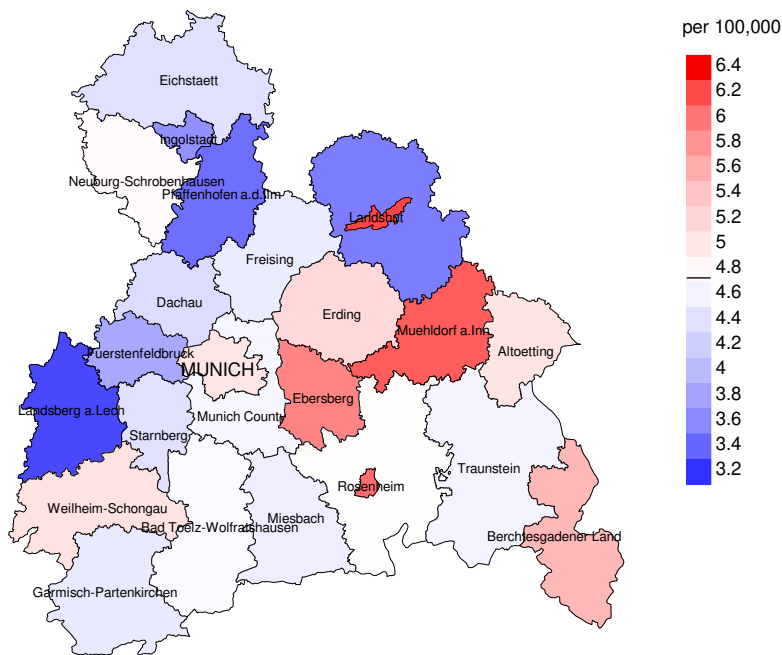 per 100,000
6.4
6.2
6
5.8
5.6
5.4
5.2
5
4.8
4.6
4.4
4.2
4
3.8
3.6
3.4
3.2
Eichstaett
Ingolstadt
Neuburg-Schrobenhausen
Pfaffenhofen a.d.Ilm
Landshut
Freising
Dachau
Erding
Muehldorf a.Inn
Altoetting
Fuerstenfeldbruck
MUNICH
Ebersberg
Landsberg a.Lech
Munich County
Starnberg
Traunstein
Rosenheim
Weilheim-Schongau
Miesbach
Bad Toelz-Wolfratshausen
Berchtesgadener Land
Garmisch-Partenkirchen